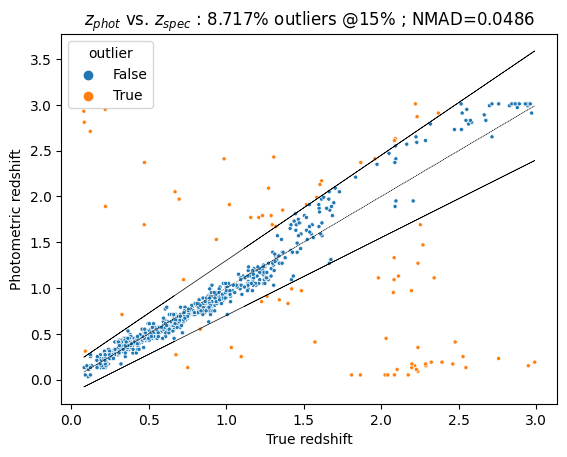 z_phot vs. z_spec : 8.717% outliers @15% ; NMAD=0.0486
outlier
False
True
3.5
3.0
2.5
2.0
1.5
1.0
0.5
0.0
Photometric redshift
0.0 0.5 1.0 1.5 2.0 2.5 3.0
True redshift